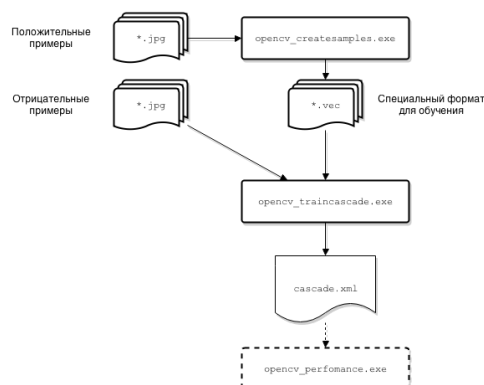 Положительные
примеры
*.jpg
opencv_createsamples.exe
Отрицательные
примеры
*.jpg
*.vec
Специальный формат
для обучения
opencv_traincascade.exe
cascade.xml
opencv_perfomance.exe